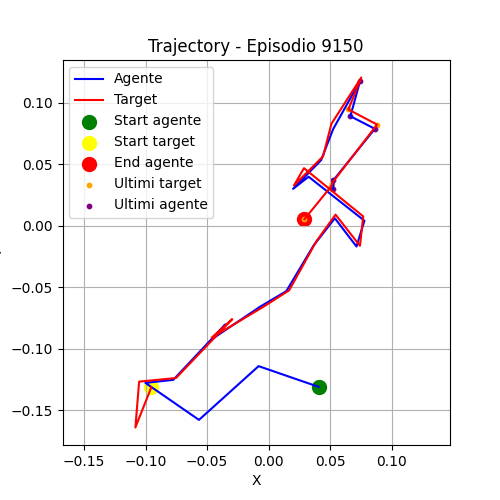 Trajectory - Episodio 9150
Agente
Target
Start agente
Start target
End agente
Ultimi target
Ultimi agente
0.10
0.05
0.00
−0.05
−0.10
−0.15
−0.15
−0.10
−0.05
0.00
0.05
0.10
X